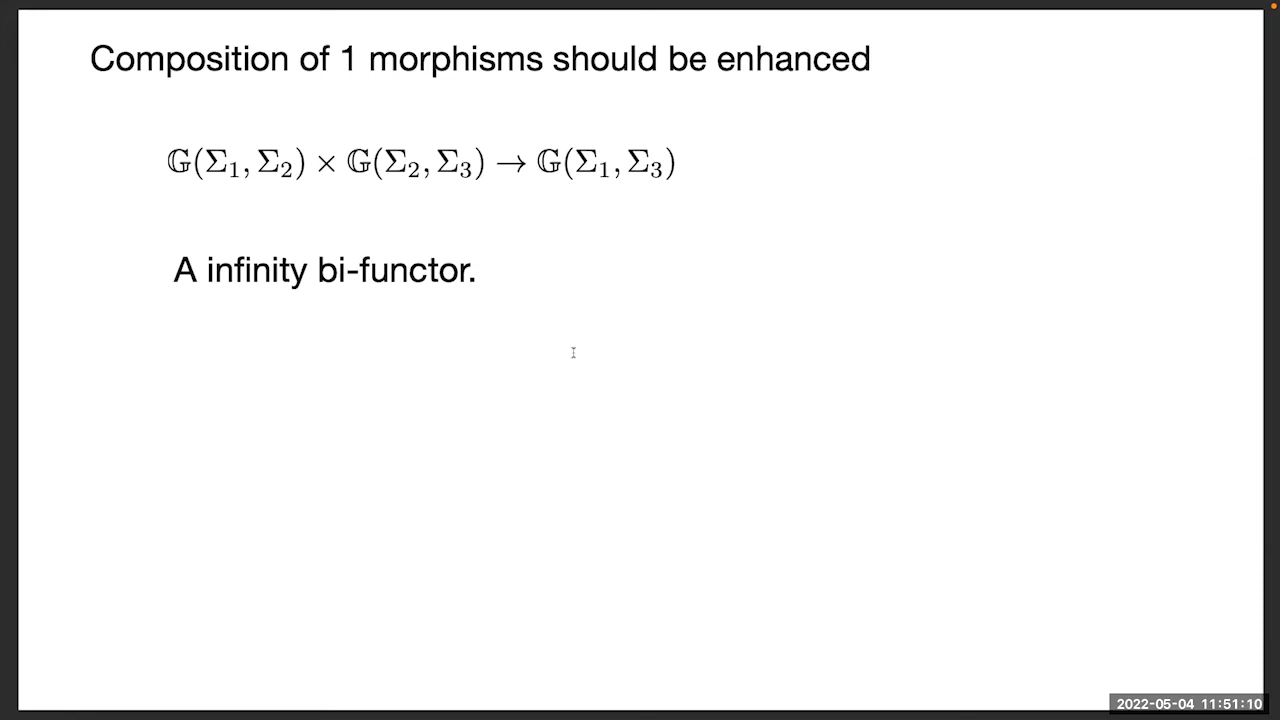 Composition of 1 morphisms should be enhanced
𝔾(Σ₁, Σ₂) × 𝔾(Σ₂, Σ₃) → 𝔾(Σ₁, Σ₃)
A infinity bi-functor.
2022-05-04 11:51:10